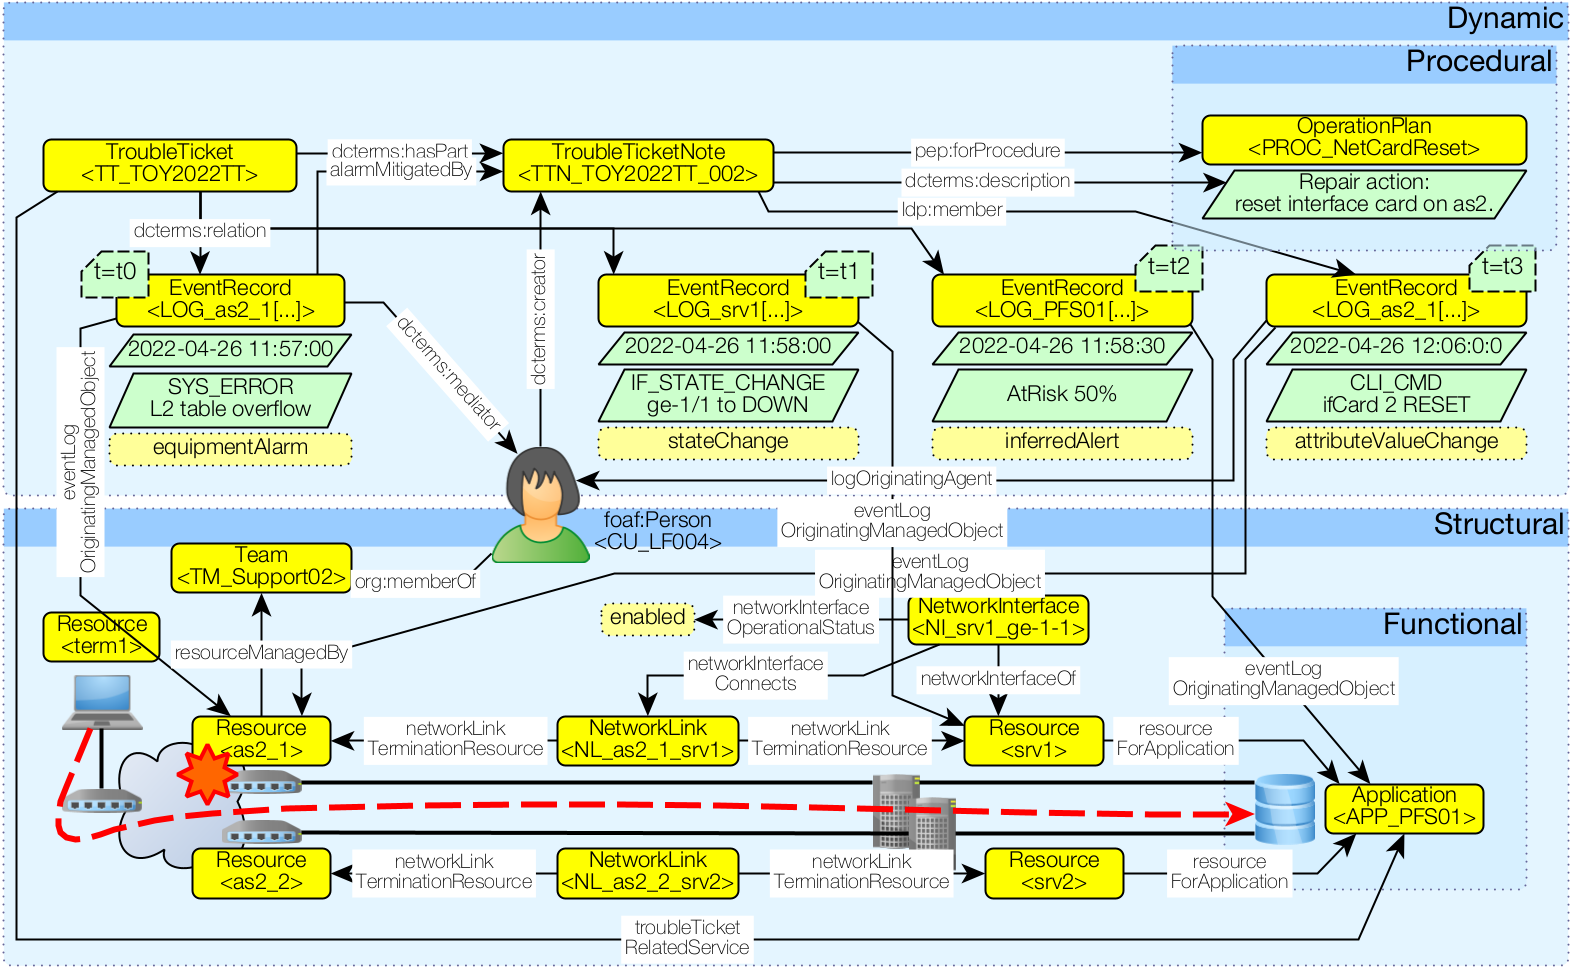 Dynamic
Procedural
TroubleTicket
<TT_TOY2022TT>
dcterms:hasPart
alarmMitigatedBy
TroubleTicketNote
<TTN_TOY2022TT_002>
pep:forProcedure
dcterms:description
ldp:member
OperationPlan
<PROC_NetCardReset>
Repair action:
reset interface card on as2.
dcterms:relation
t=t0
EventRecord
<LOG_as2_1[...]>
2022-04-26 11:57:00
SYS_ERROR
L2 table overflow
equipmentAlarm
dcterms:mediator
dcterms:creator
t=t1
EventRecord
<LOG_srv1[...]>
2022-04-26 11:58:00
IF_STATE_CHANGE
ge-1/1 to DOWN
stateChange
t=t2
EventRecord
<LOG_PFS01[...]>
2022-04-26 11:58:30
AtRisk 50%
inferredAlert
t=t3
EventRecord
<LOG_as2_1[...]>
2022-04-26 12:06:0:0
CLI_CMD
ifCard 2 RESET
attributeValueChange
eventLog
OriginatingManagedObject
logOriginatingAgent
eventLog
OriginatingManagedObject
Structural
foaf:Person
<CU_LF004>
Team
<TM_Support02>
org:memberOf
eventLog
OriginatingManagedObject
Resource
<term1>
resourceManagedBy
enabled
networkInterface
OperationalStatus
NetworkInterface
<NI_srv1_ge-1-1>
Functional
networkInterface
Connects
networkInterfaceOf
eventLog
OriginatingManagedObject
Resource
<as2_1>
networkLink
TerminationResource
NetworkLink
<NL_as2_1_srv1>
networkLink
TerminationResource
Resource
<srv1>
resource
ForApplication
Application
<APP_PFS01>
Resource
<as2_2>
networkLink
TerminationResource
NetworkLink
<NL_as2_2_srv2>
networkLink
TerminationResource
Resource
<srv2>
resource
ForApplication
troubleTicket
RelatedService